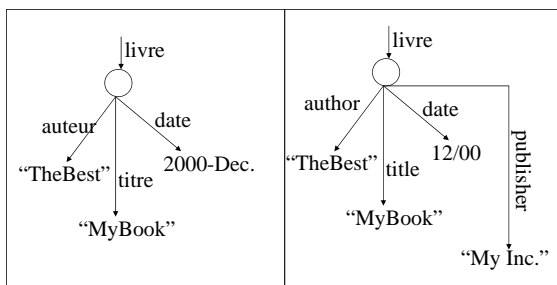 livre
auteur
date
“TheBest”
titre
2000-Dec.
“MyBook”
livre
author
date
publisher
“TheBest”
title
12/00
“MyBook”
“My Inc.”